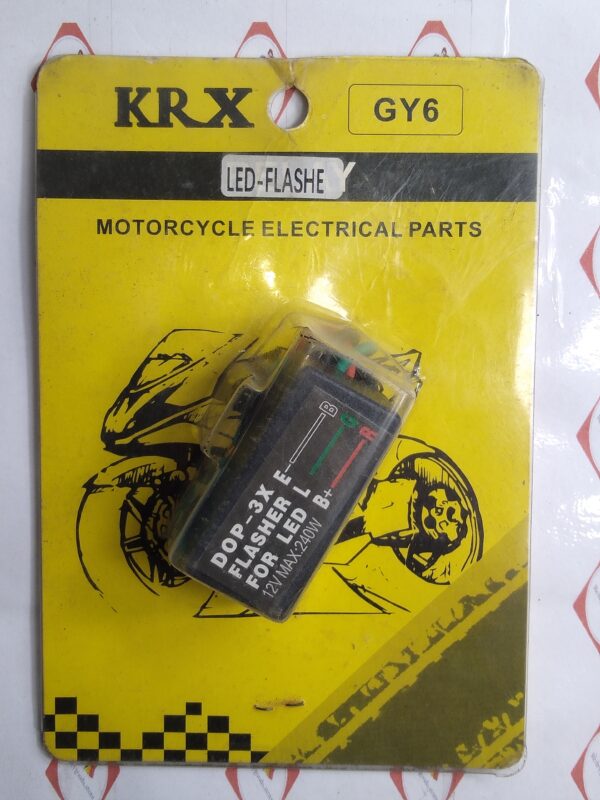 KRX
GY6
LED-FLASHE Y
MOTORCYCLE ELECTRICAL PARTS
DOP-3X
FLASHER
FOR LED
12V MAX:240W
E-
L
B+
B
G
R